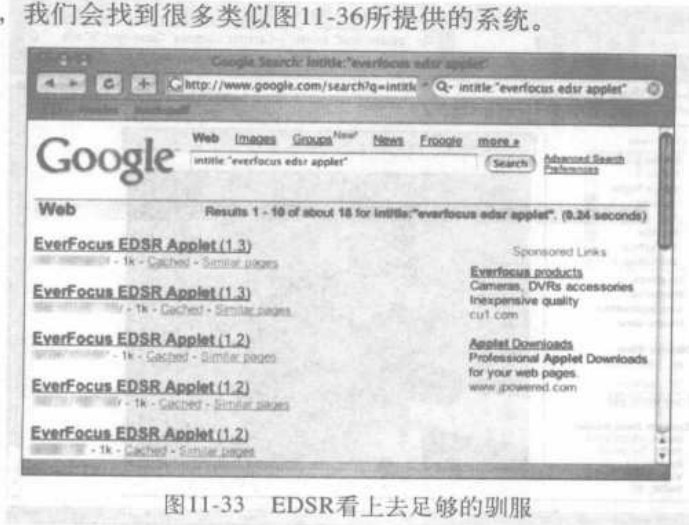 ，我们会找到很多类似图11-36所提供的系统。
Google Search: intitle:"everfocus edsr applet"
http://www.google.com/search?q=intitle intitle:"everfocus edsr applet"
Web Images Groups New! News Froogle more »
Google intitle:"everfocus edsr applet" Search Advanced Search
Preferences
Web Results 1 - 10 of about 18 for intitle:"everfocus edsr applet". (0.24 seconds)
EverFocus EDSR Applet (1.3)
- 1k - Cached - Similar pages
EverFocus EDSR Applet (1.3)
- 1k - Cached - Similar pages
EverFocus EDSR Applet (1.2)
- 1k - Cached - Similar pages
EverFocus EDSR Applet (1.2)
- 1k - Cached - Similar pages
EverFocus EDSR Applet (1.2)
- 1k - Cached - Similar pages
Sponsored Links
Everfocus products
Cameras, DVRs accessories
Inexpensive quality
cu1.com
Applet Downloads
Professional Applet Downloads
for your web pages.
www.jpowered.com
图11-33 EDSR看上去足够的驯服